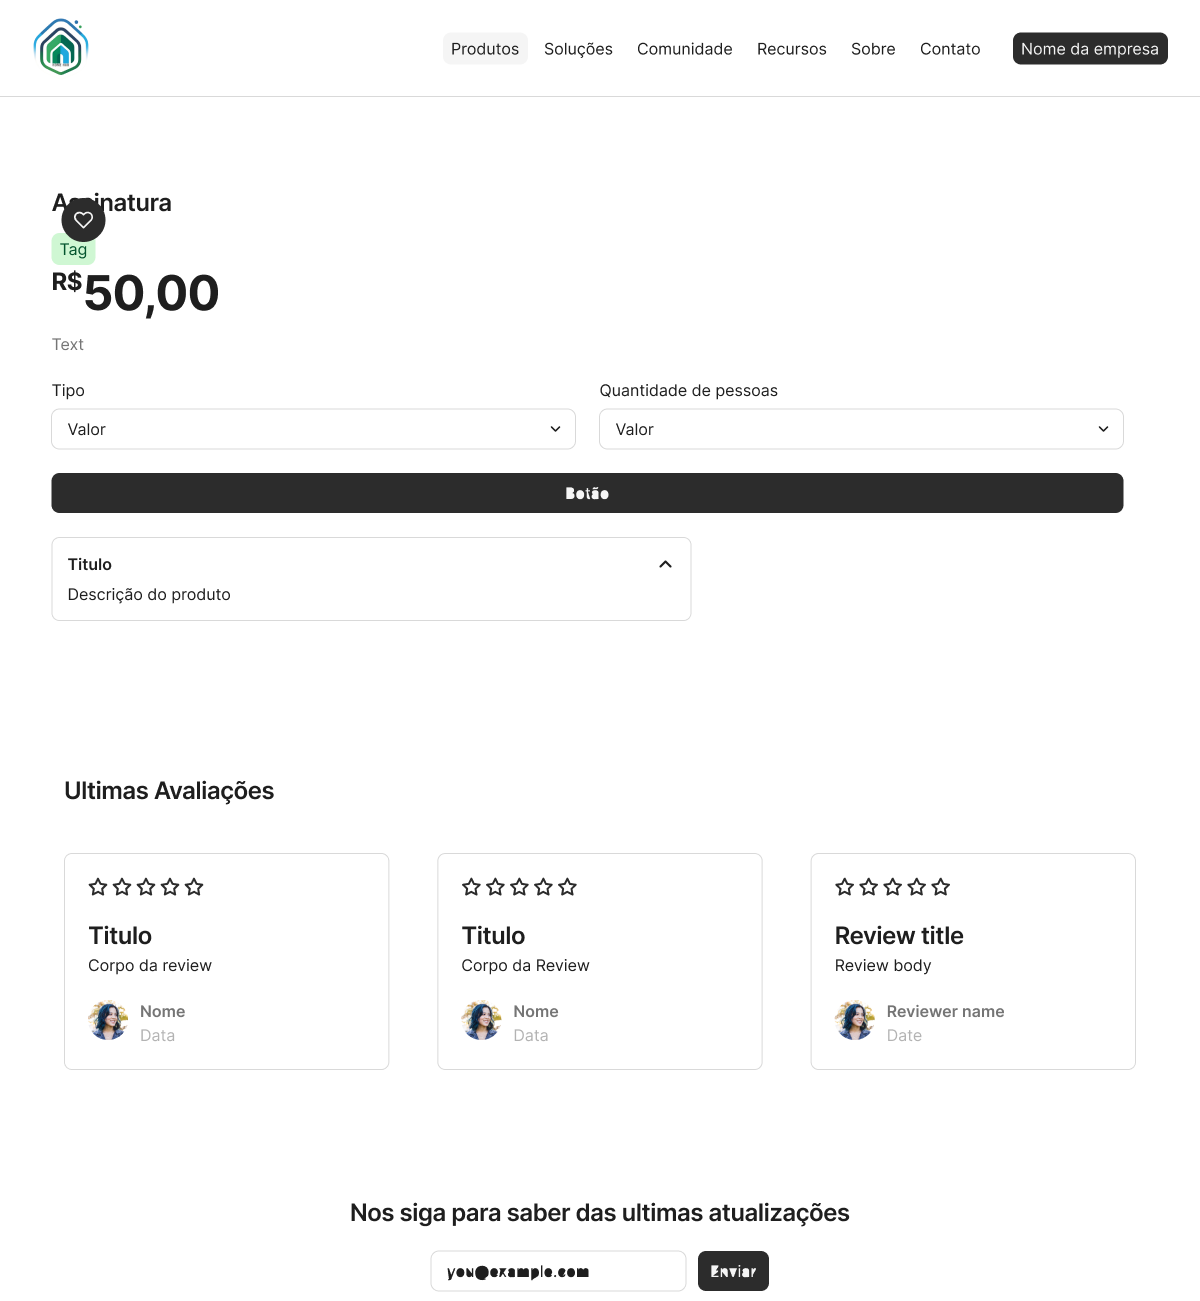 Produtos Soluções Comunidade Recursos Sobre Contato Nome da empresa
Assinatura
Tag
R$50,00
Text
Tipo Quantidade de pessoas
Valor Valor
Botão
Titulo
Descrição do produto
Ultimas Avaliações
Titulo
Corpo da review
Nome
Data
Titulo
Corpo da Review
Nome
Data
Review title
Review body
Reviewer name
Date
Nos siga para saber das ultimas atualizações
you@example.com Enviar